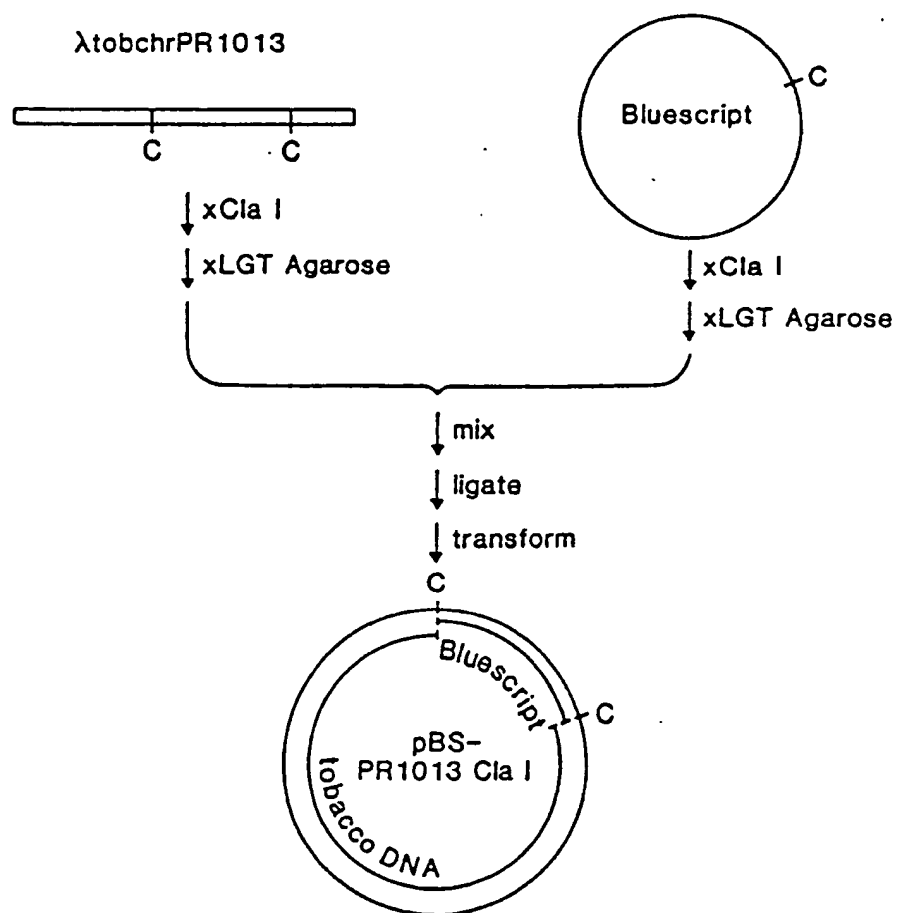 λtobchrPR1013
C
C
xCla I
xLGT Agarose
Bluescript
C
xCla I
xLGT Agarose
mix
ligate
transform
C
Bluescript
C
pBS-
PR1013 Cla I
tobacco DNA